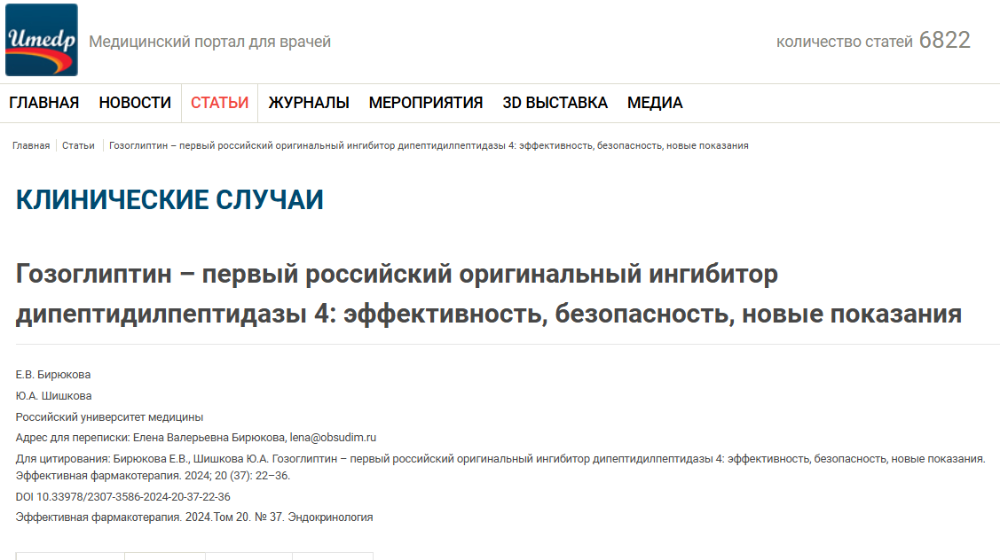 Umedp
Медицинский портал для врачей
количество статей 6822
ГЛАВНАЯ НОВОСТИ СТАТЬИ ЖУРНАЛЫ МЕРОПРИЯТИЯ 3D ВЫСТАВКА МЕДИА
Главная Статьи Гозоглиптин – первый российский оригинальный ингибитор дипептидилпептидазы 4: эффективность, безопасность, новые показания
КЛИНИЧЕСКИЕ СЛУЧАИ
Гозоглиптин – первый российский оригинальный ингибитор
дипептидилпептидазы 4: эффективность, безопасность, новые показания
Е.В. Бирюкова
Ю.А. Шишкова
Российский университет медицины
Адрес для переписки: Елена Валерьевна Бирюкова, lena@obsudim.ru
Для цитирования: Бирюкова Е.В., Шишкова Ю.А. Гозоглиптин – первый российский оригинальный ингибитор дипептидилпептидазы 4: эффективность, безопасность, новые показания.
Эффективная фармакотерапия. 2024; 20 (37): 22–36.
DOI 10.33978/2307-3586-2024-20-37-22-36
Эффективная фармакотерапия. 2024.Том 20. № 37. Эндокринология